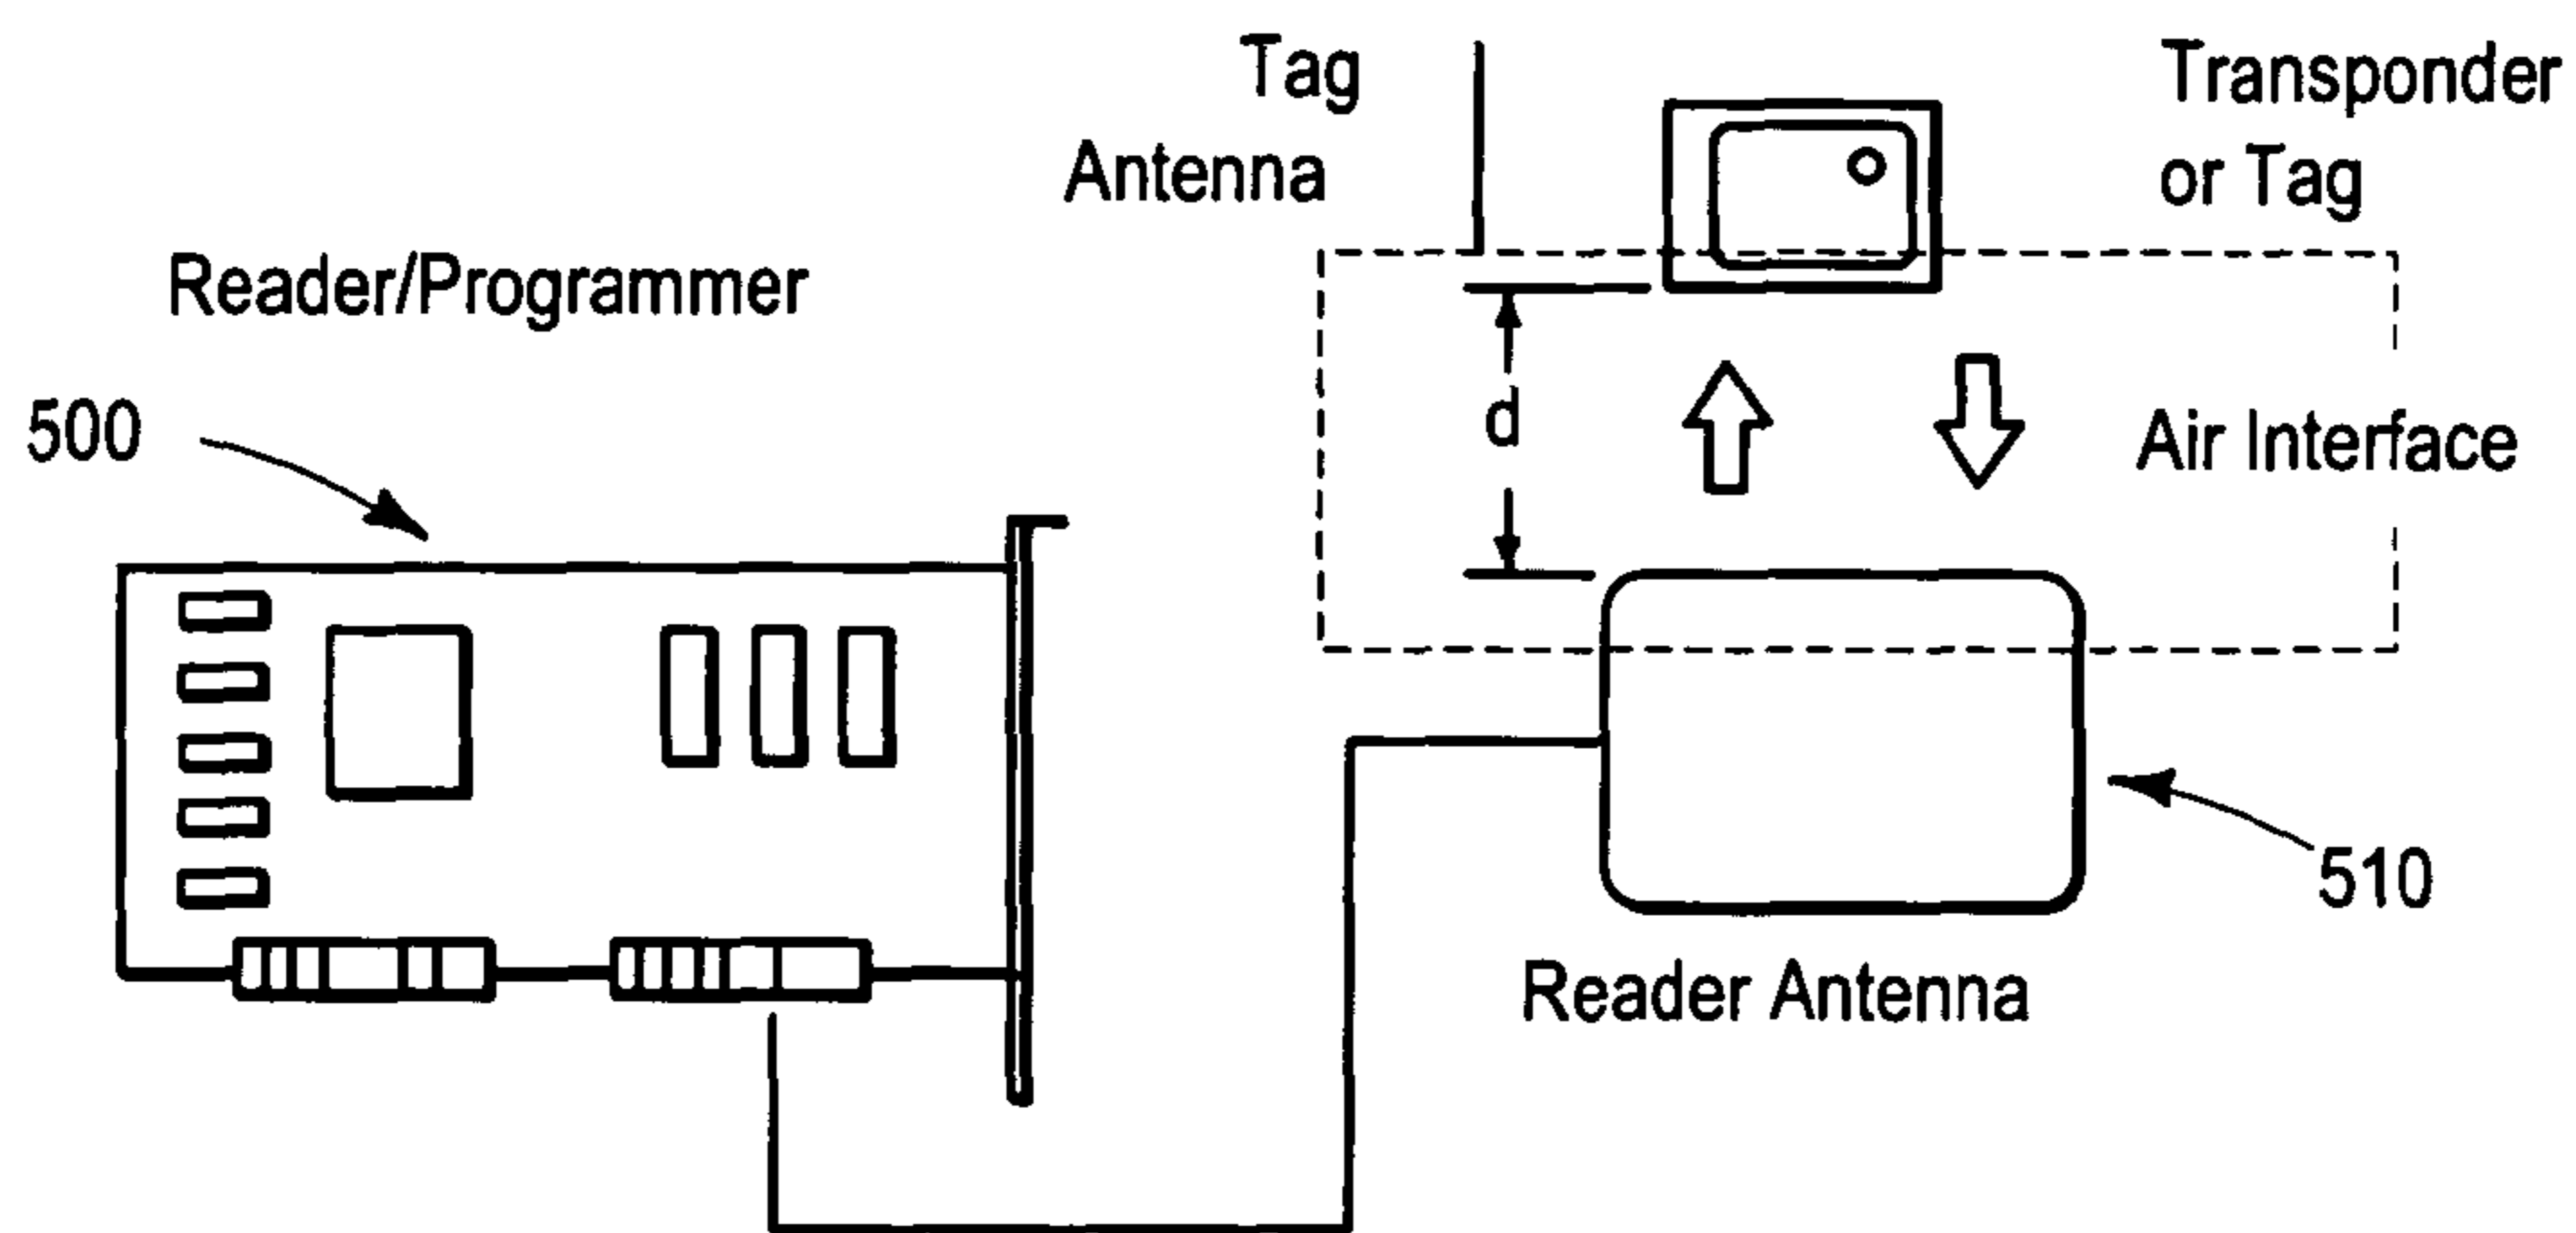 Tag
Antenna
Transponder
or Tag
Reader/Programmer
500
d
Air Interface
510
Reader Antenna